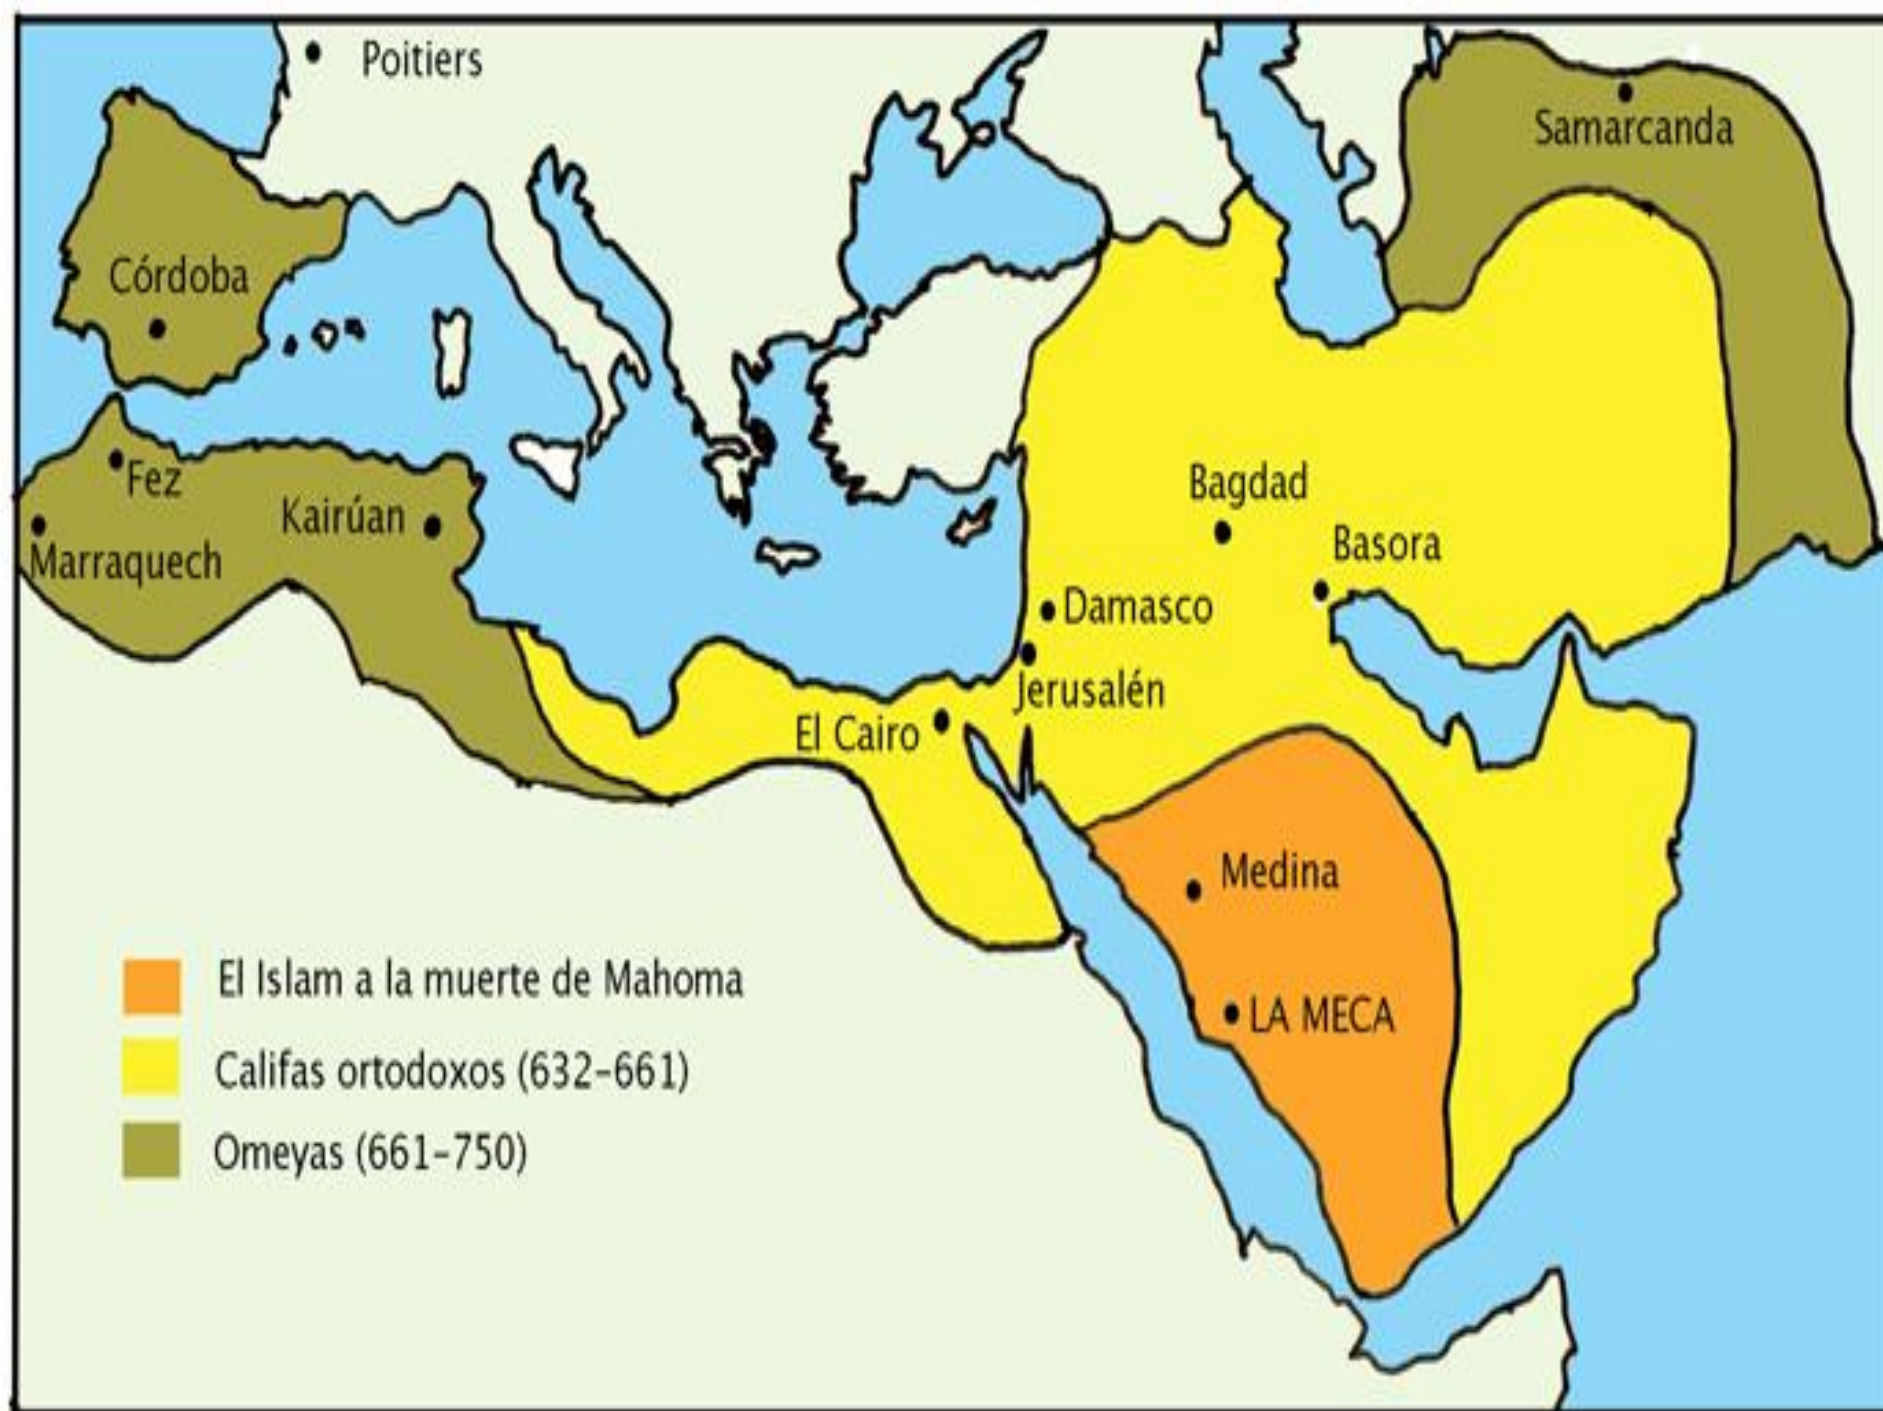 Poitiers
Samarcanda
Córdoba
Fez
Kairúan
Marraquech
Bagdad
Basora
Damasco
Jerusalén
El Cairo
Medina
LA MECA
El Islam a la muerte de Mahoma
Califas ortodoxos (632-661)
Omeyas (661-750)